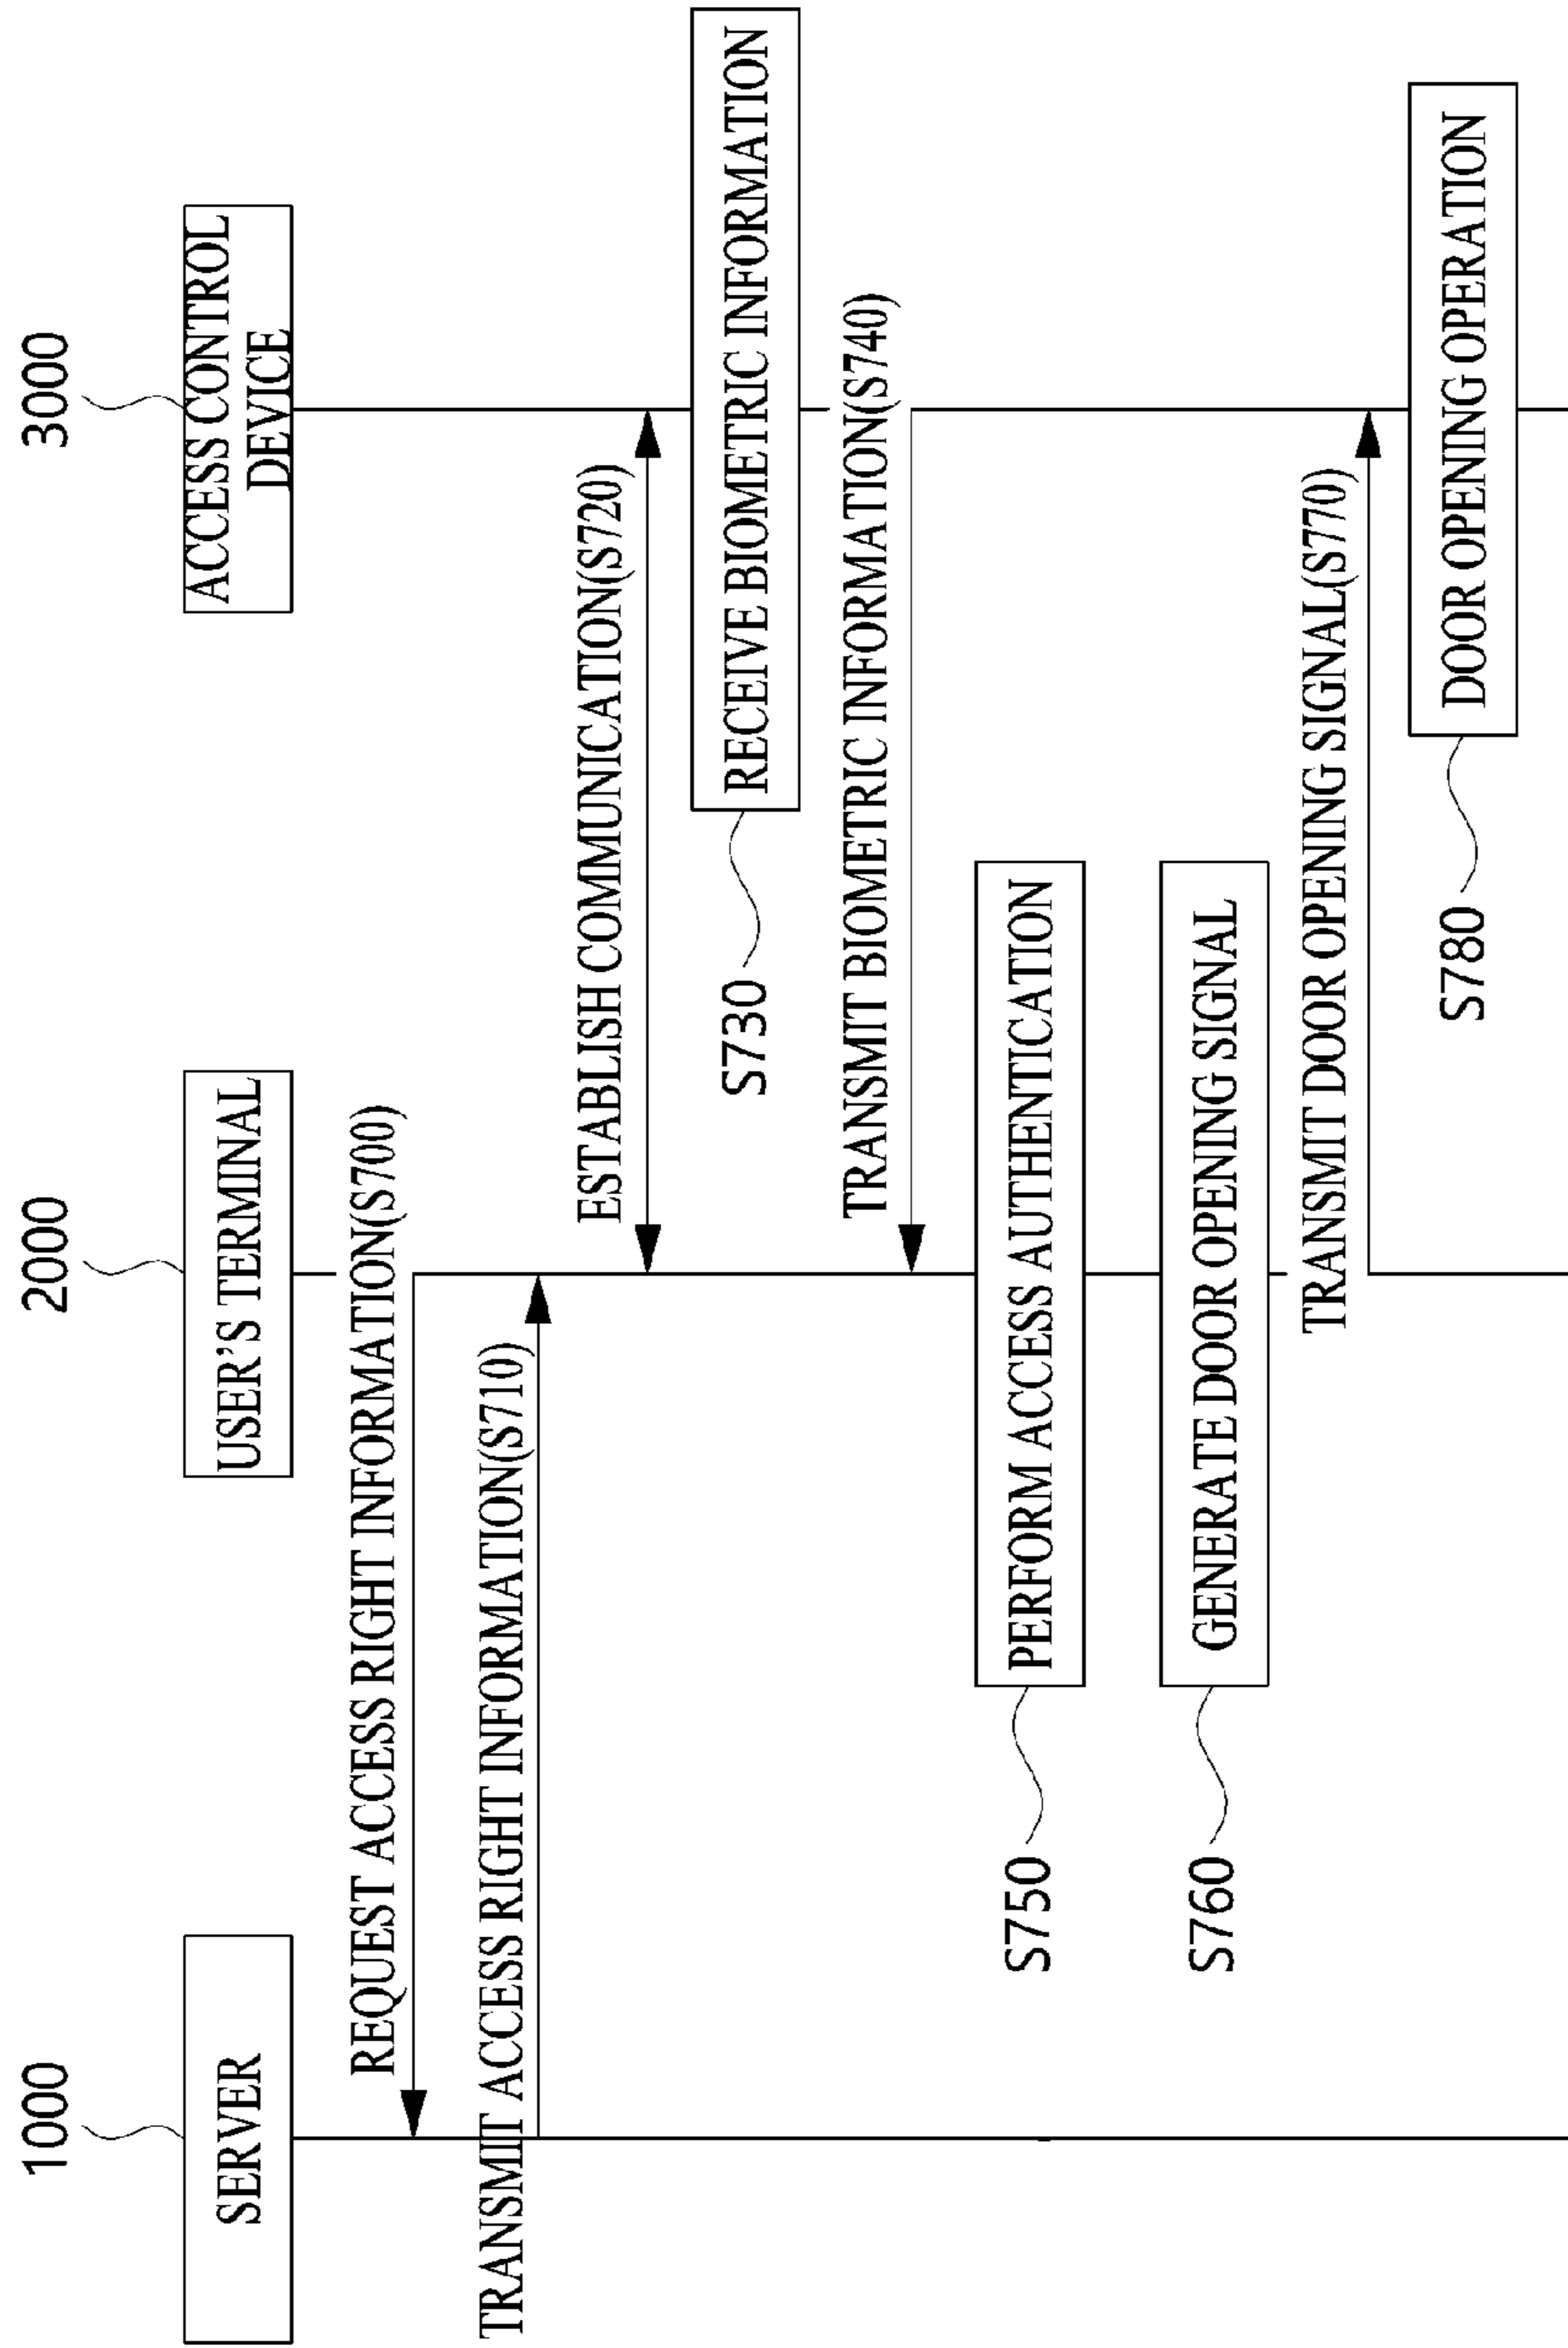 1000
2000
3000
SERVER
USER'S TERMINAL
ACCESS CONTROL
DEVICE
REQUEST ACCESS RIGHT INFORMATION(S700)
TRANSMIT ACCESS RIGHT INFORMATION(S710)
ESTABLISH COMMUNICATION(S720)
S730
RECEIVE BIOMETRIC INFORMATION
TRANSMIT BIOMETRIC INFORMATION(S740)
S750
PERFORM ACCESS AUTHENTICATION
S760
GENERATE DOOR OPENING SIGNAL
TRANSMIT DOOR OPENING SIGNAL(S770)
S780
DOOR OPENING OPERATION